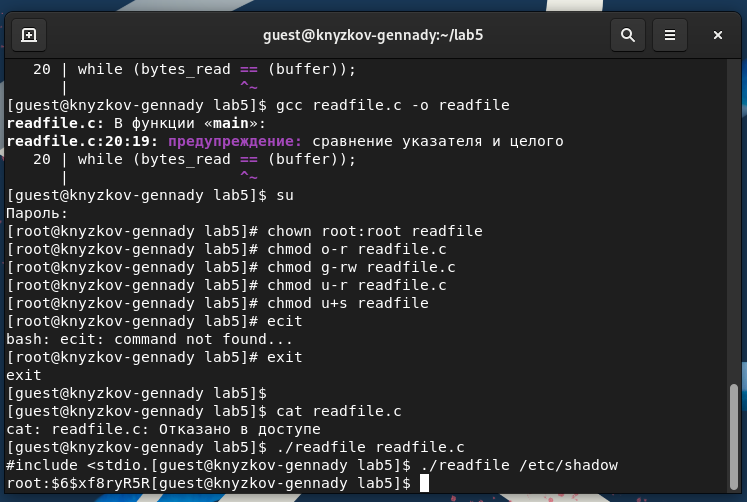 guest@knyzkov-gennady:~/lab5
   20 | while (bytes_read == (buffer));
      |                   ^~
[guest@knyzkov-gennady lab5]$ gcc readfile.c -o readfile
readfile.c: В функции «main»:
readfile.c:20:19: предупреждение: сравнение указателя и целого
   20 | while (bytes_read == (buffer));
      |                   ^~
[guest@knyzkov-gennady lab5]$ su
Пароль:
[root@knyzkov-gennady lab5]# chown root:root readfile
[root@knyzkov-gennady lab5]# chmod o-r readfile.c
[root@knyzkov-gennady lab5]# chmod g-rw readfile.c
[root@knyzkov-gennady lab5]# chmod u-r readfile.c
[root@knyzkov-gennady lab5]# chmod u+s readfile
[root@knyzkov-gennady lab5]# ecit
bash: ecit: command not found...
[root@knyzkov-gennady lab5]# exit
exit
[guest@knyzkov-gennady lab5]$
[guest@knyzkov-gennady lab5]$ cat readfile.c
cat: readfile.c: Отказано в доступе
[guest@knyzkov-gennady lab5]$ ./readfile readfile.c
#include <stdio.[guest@knyzkov-gennady lab5]$ ./readfile /etc/shadow
root:$6$xf8ryR5R[guest@knyzkov-gennady lab5]$